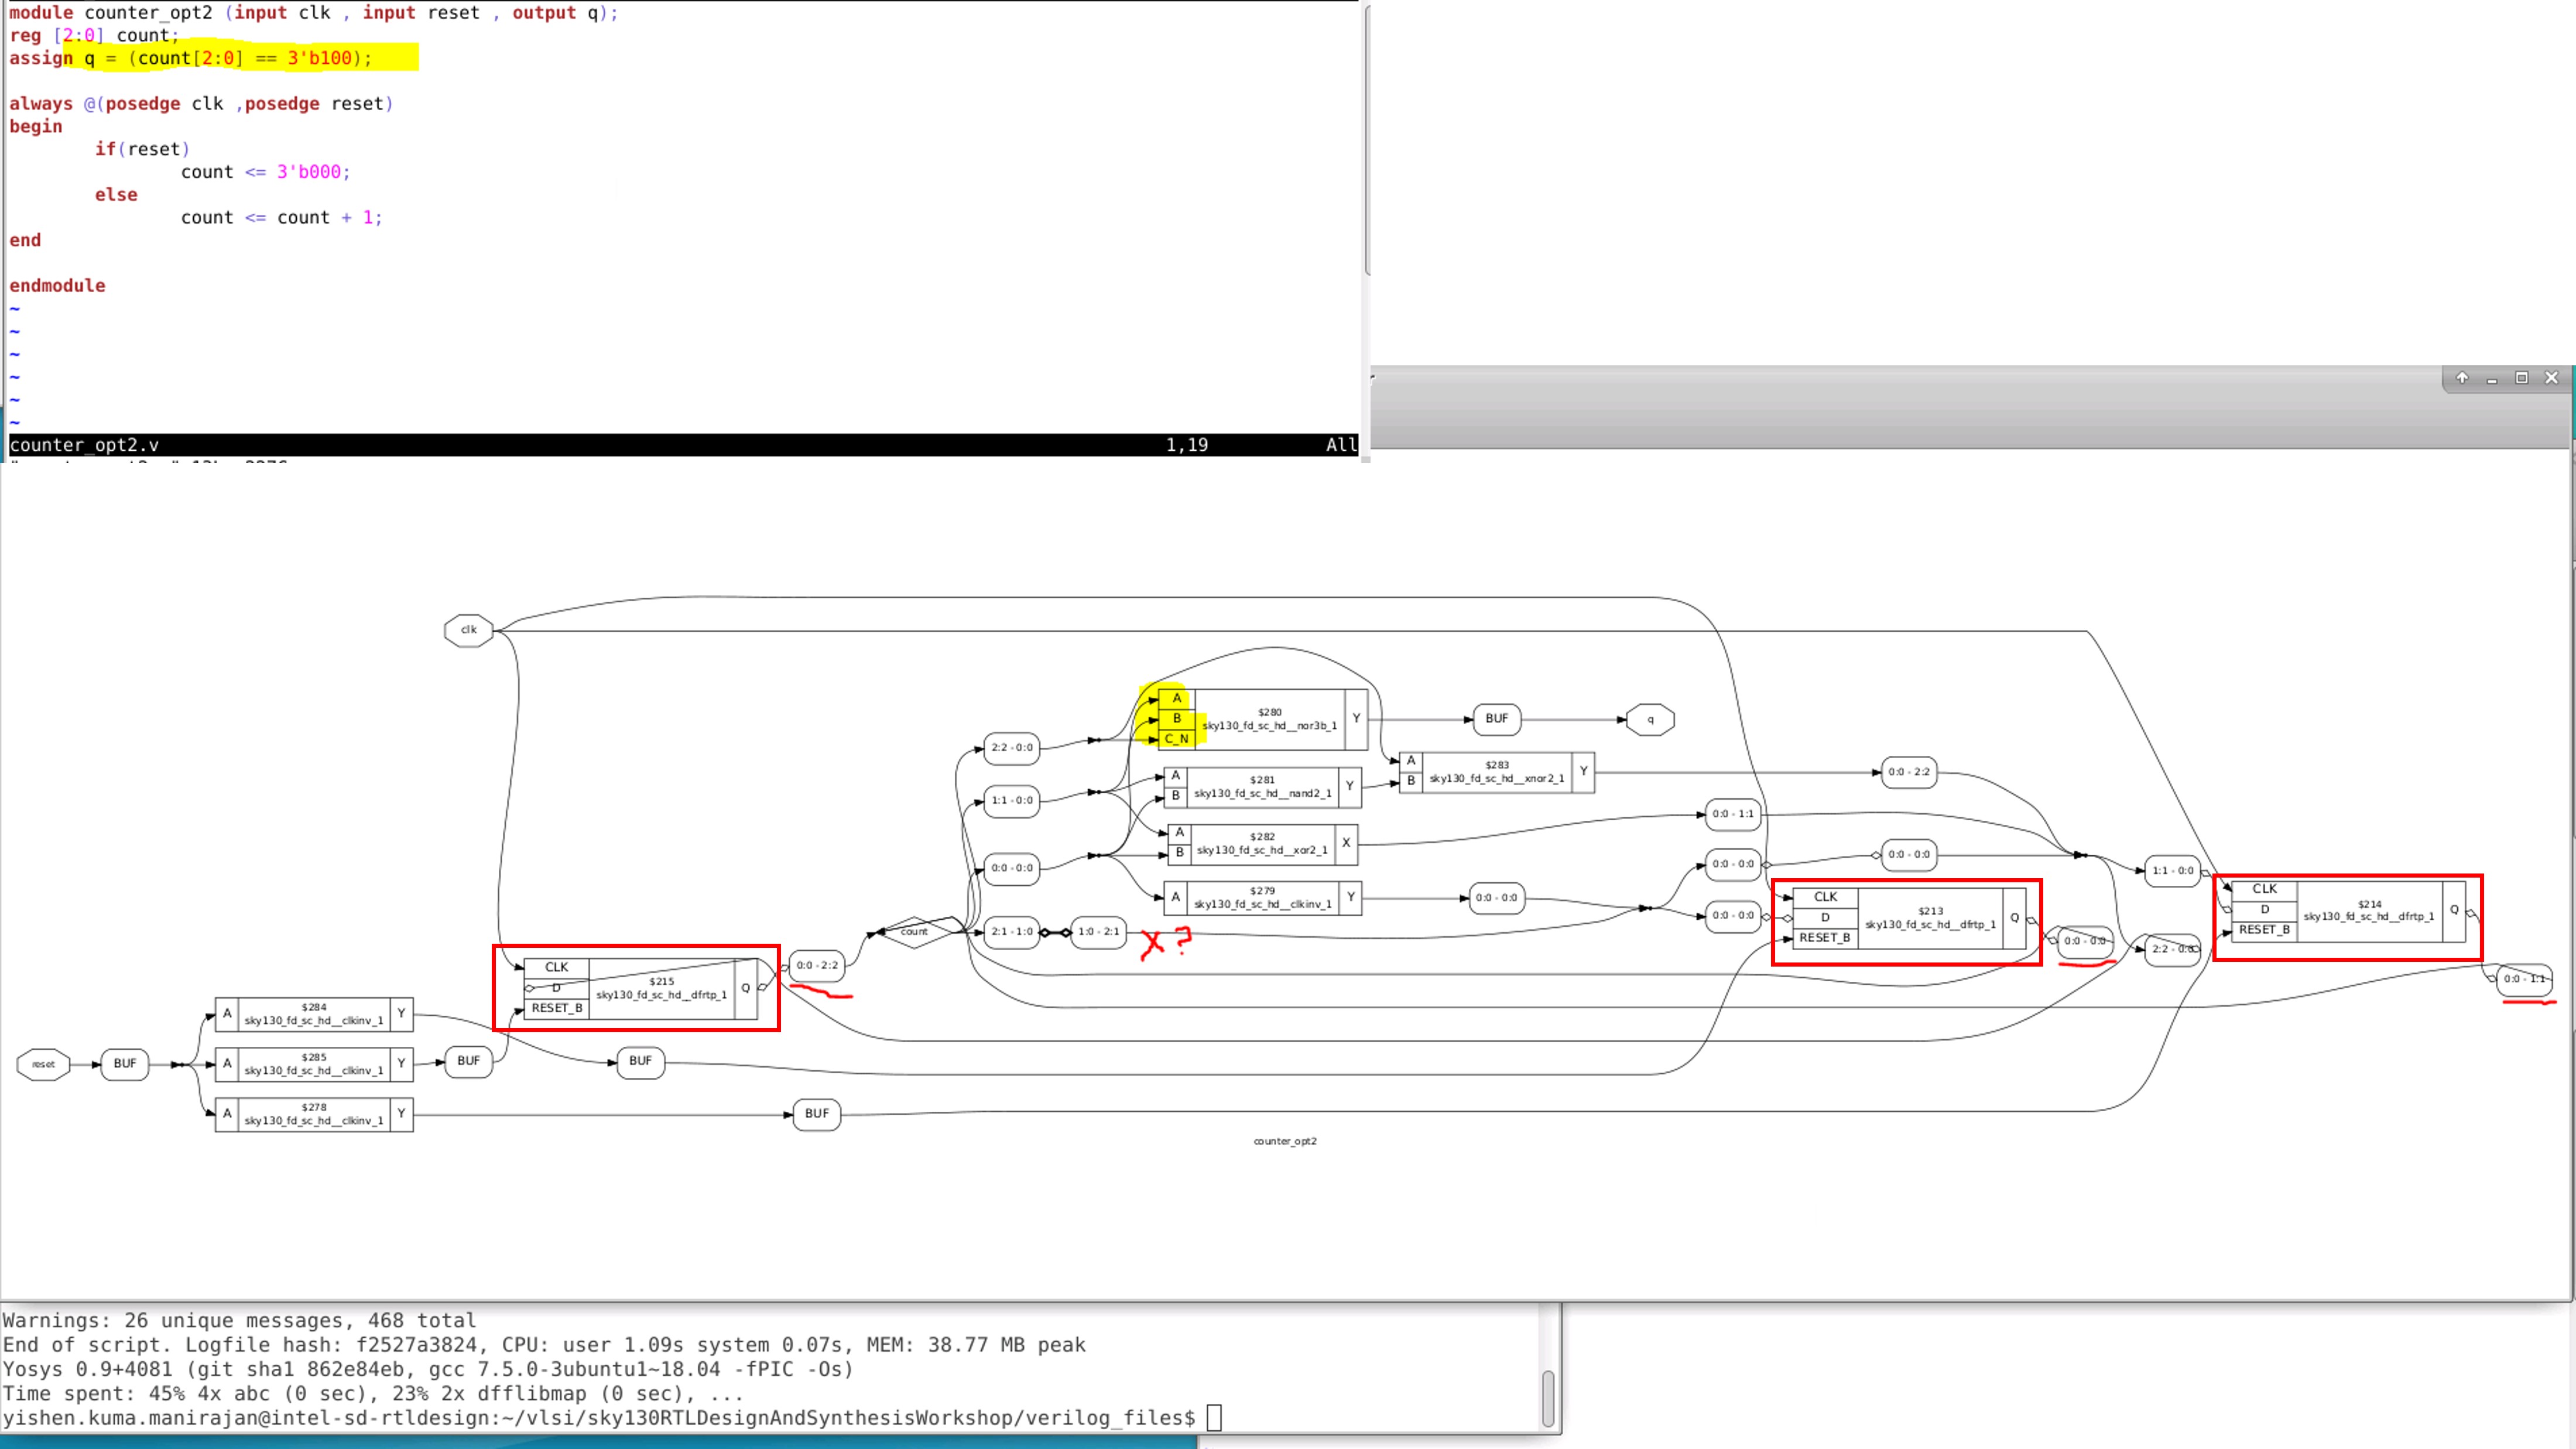 module counter_opt2 (input clk , input reset , output q);
reg [2:0] count;
assign q = (count[2:0] == 3'b100);
always @(posedge clk ,posedge reset)
begin
if(reset)
count <= 3'b000;
else
count <= count + 1;
end
endmodule
~
~
~
~
~
~
counter_opt2.v 1,19 All
clk
A
B
C_N
$280
sky130_fd_sc_hd__nor3b_1
Y
BUF
q
2:2 - 0:0
A
B
$281
sky130_fd_sc_hd__nand2_1
Y
A
B
$283
sky130_fd_sc_hd__xnor2_1
Y
0:0 - 2:2
1:1 - 0:0
A
B
$282
sky130_fd_sc_hd__xor2_1
X
0:0 - 1:1
0:0 - 0:0
A
$279
sky130_fd_sc_hd__clkinv_1
Y
0:0 - 0:0
0:0 - 0:0
0:0 - 0:0
0:0 - 0:0
1:1 - 0:0
count
2:1 - 1:0
1:0 - 2:1
X ?
CLK
D
RESET_B
$213
sky130_fd_sc_hd__dfrtp_1
Q
0:0 - 0:0
2:2 - 0:0
CLK
D
RESET_B
$214
sky130_fd_sc_hd__dfrtp_1
Q
0:0 - 1:1
CLK
D
RESET_B
$215
sky130_fd_sc_hd__dfrtp_1
Q
0:0 - 2:2
reset
BUF
A
$284
sky130_fd_sc_hd__clkinv_1
Y
A
$285
sky130_fd_sc_hd__clkinv_1
Y
BUF
BUF
A
$278
sky130_fd_sc_hd__clkinv_1
Y
BUF
counter_opt2
Warnings: 26 unique messages, 468 total
End of script. Logfile hash: f2527a3824, CPU: user 1.09s system 0.07s, MEM: 38.77 MB peak
Yosys 0.9+4081 (git sha1 862e84eb, gcc 7.5.0-3ubuntu1~18.04 -fPIC -Os)
Time spent: 45% 4x abc (0 sec), 23% 2x dfflibmap (0 sec), ...
yishen.kuma.manirajan@intel-sd-rtldesign:~/vlsi/sky130RTLDesignAndSynthesisWorkshop/verilog_files$